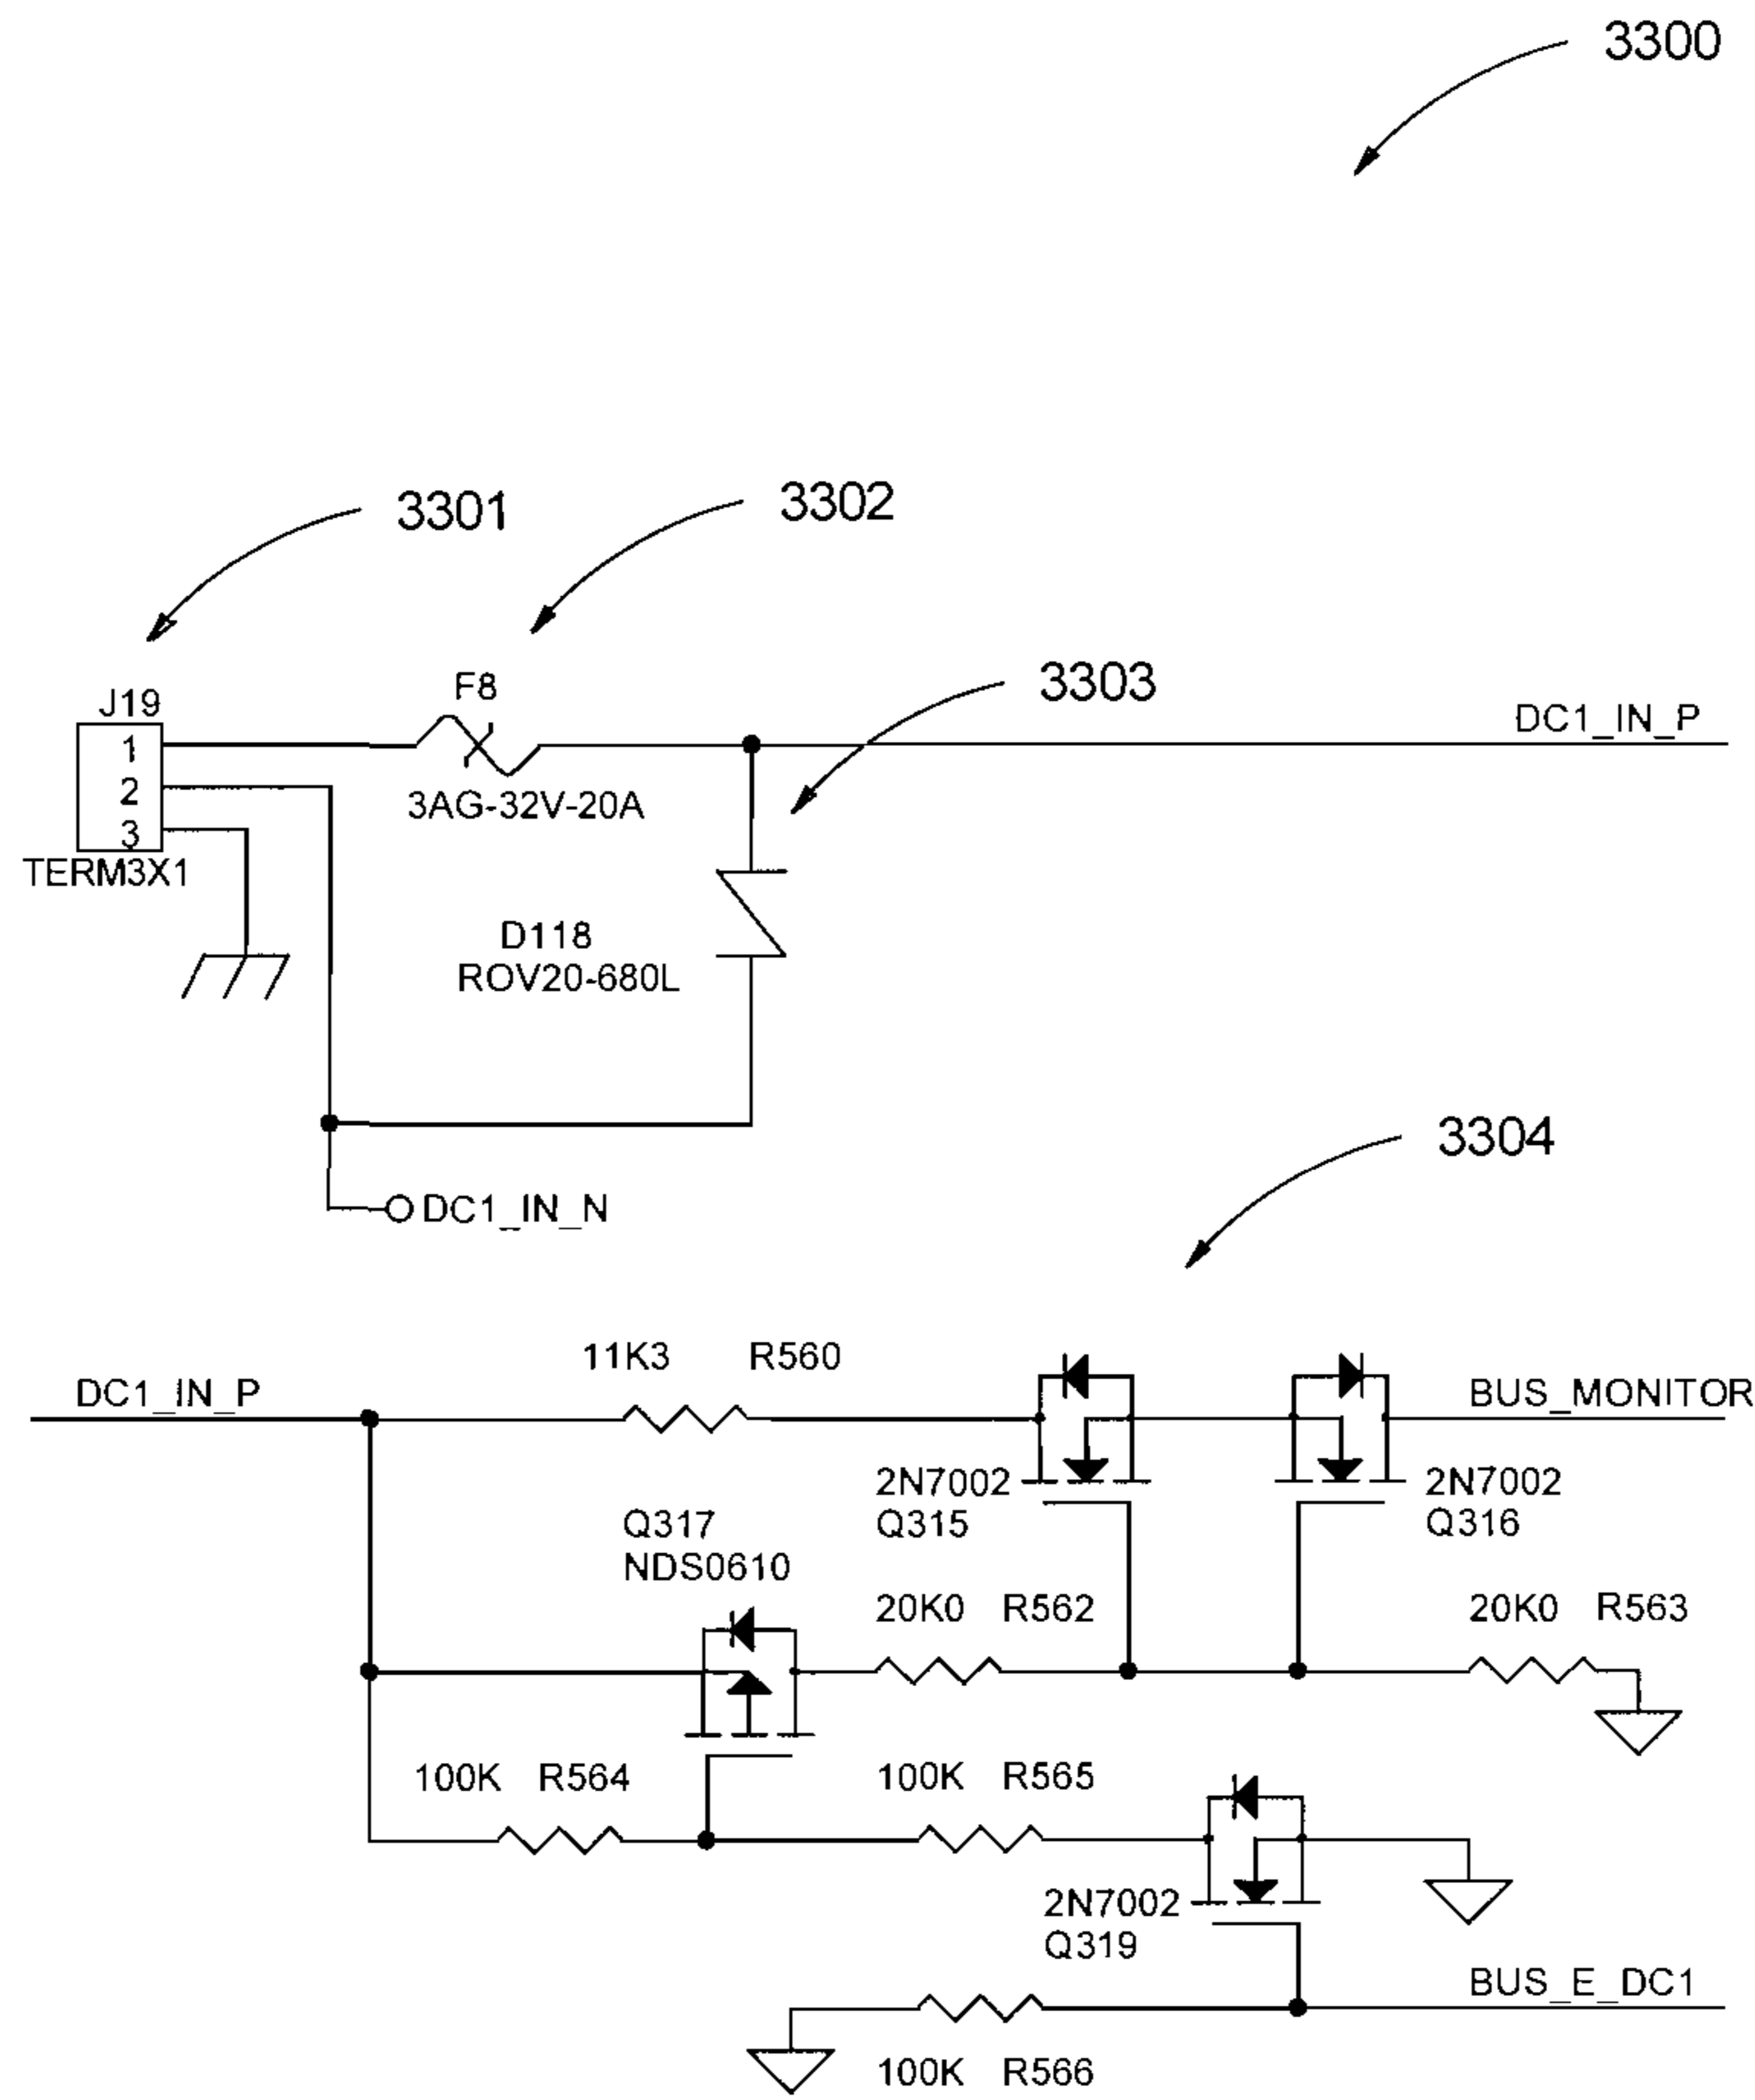 3300
3301
3302
3303
J19
F8
DC1_IN_P
1
2
3
3AG-32V-20A
TERM3X1
D118
ROV20-680L
3304
DC1_IN_N
11K3 R560
DC1_IN_P
BUS_MONITOR
2N7002
Q315
2N7002
Q316
Q317
NDS0610
20K0 R562
20K0 R563
100K R564
100K R565
2N7002
Q319
BUS_E_DC1
100K R566